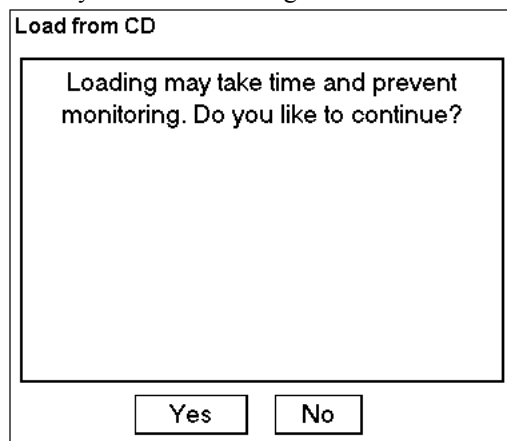 Load from CD
Loading may take time and prevent
monitoring. Do you like to continue?
Yes No